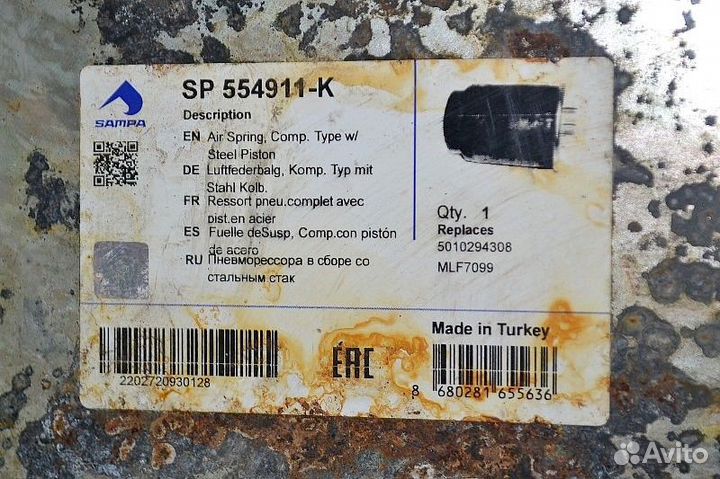 SAMPA
SP 554911-K
Description
EN Air Spring, Comp. Type w/
Steel Piston
DE Luftfederbalg, Komp. Typ mit
Stahl Kolb.
FR Ressort pneu.complet avec
pist.en acier
ES Fuelle deSusp, Comp.con pistón
de acero
RU Пневморессора в сборе со
стальным стак
Qty. 1
Replaces
5010294308
MLF7099
Made in Turkey
2202720930128
EAC
8 680281 655636
Avito